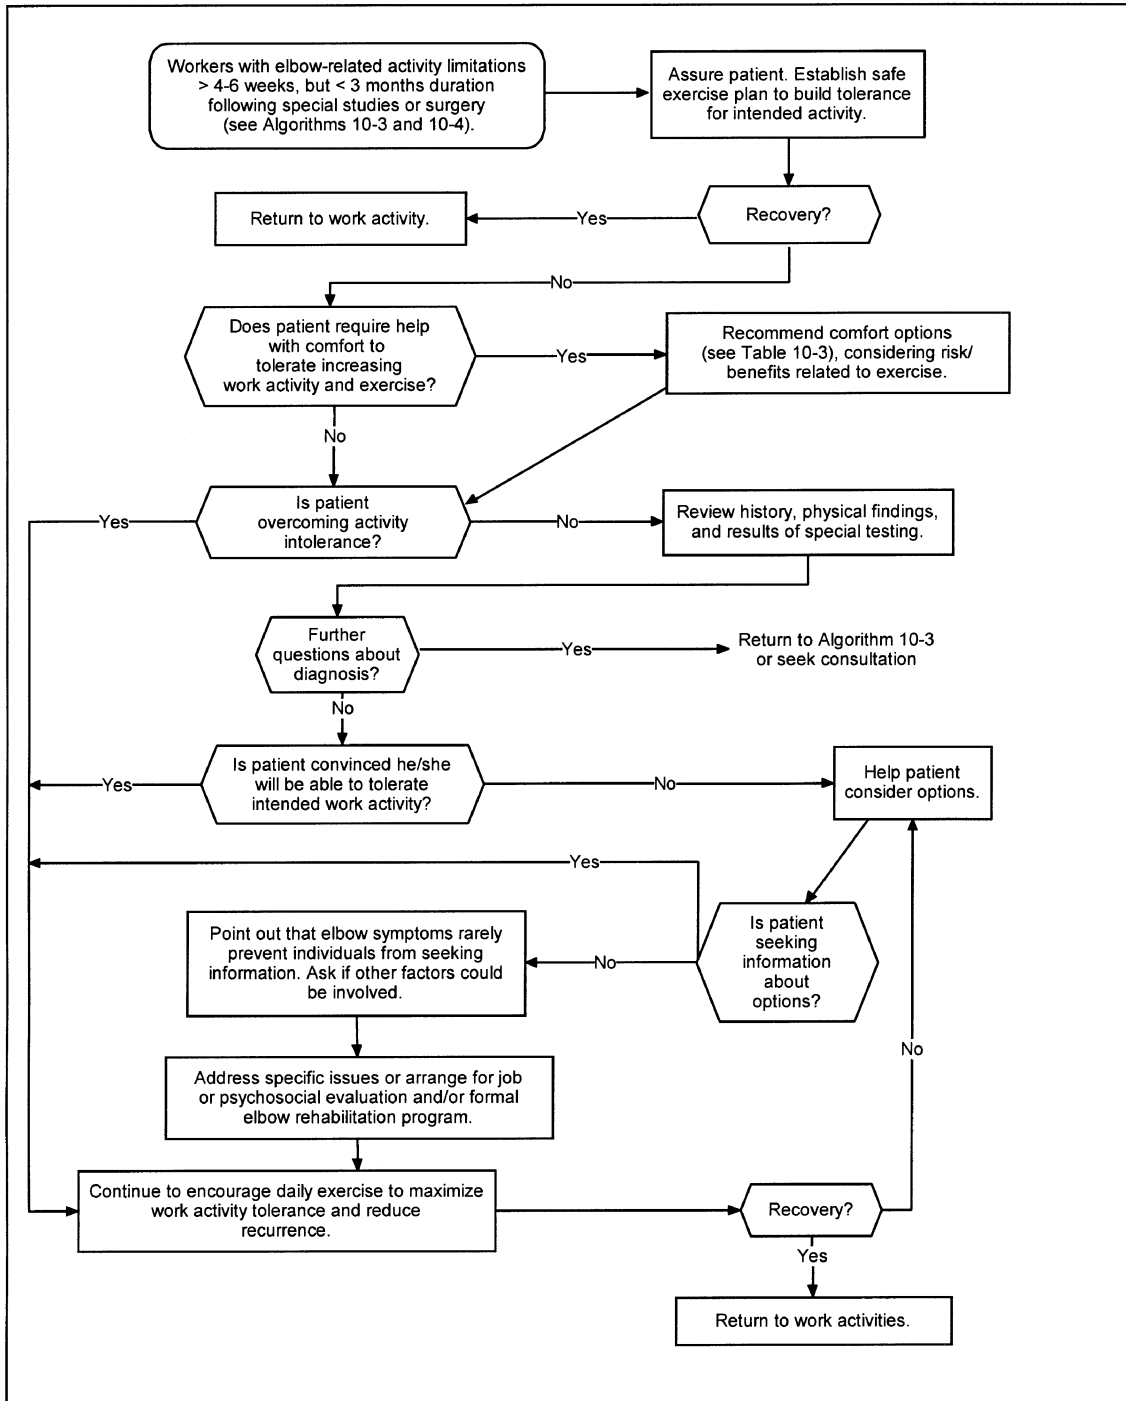 Workers with elbow-related activity limitations
> 4-6 weeks, but < 3 months duration
following special studies or surgery
(see Algorithms 10-3 and 10-4).
Assure patient. Establish safe
exercise plan to build tolerance
for intended activity.
Recovery?
Yes
Return to work activity.
No
Does patient require help
with comfort to
tolerate increasing
work activity and exercise?
Yes
Recommend comfort options
(see Table 10-3), considering risk/
benefits related to exercise.
No
Is patient
overcoming activity
intolerance?
Yes
No
Review history, physical findings,
and results of special testing.
Further
questions about
diagnosis?
Yes
Return to Algorithm 10-3
or seek consultation
No
Is patient convinced he/she
will be able to tolerate
intended work activity?
Yes
No
Help patient
consider options.
Yes
Is patient
seeking
information
about
options?
No
Point out that elbow symptoms rarely
prevent individuals from seeking
information. Ask if other factors could
be involved.
Address specific issues or arrange for job
or psychosocial evaluation and/or formal
elbow rehabilitation program.
Continue to encourage daily exercise to maximize
work activity tolerance and reduce
recurrence.
Recovery?
No
Yes
Return to work activities.